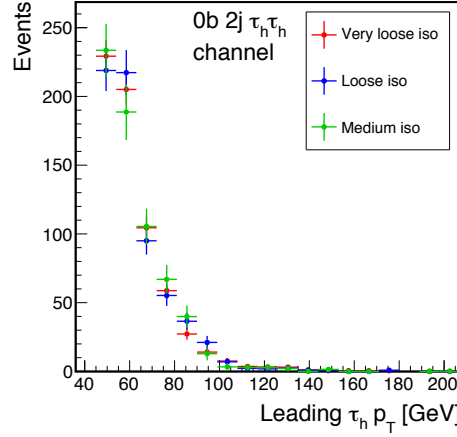 Events
250
200
150
100
50
0
0b 2j τhτh
channel
Very loose iso
Loose iso
Medium iso
40 60 80 100 120 140 160 180 200
Leading τh pT [GeV]